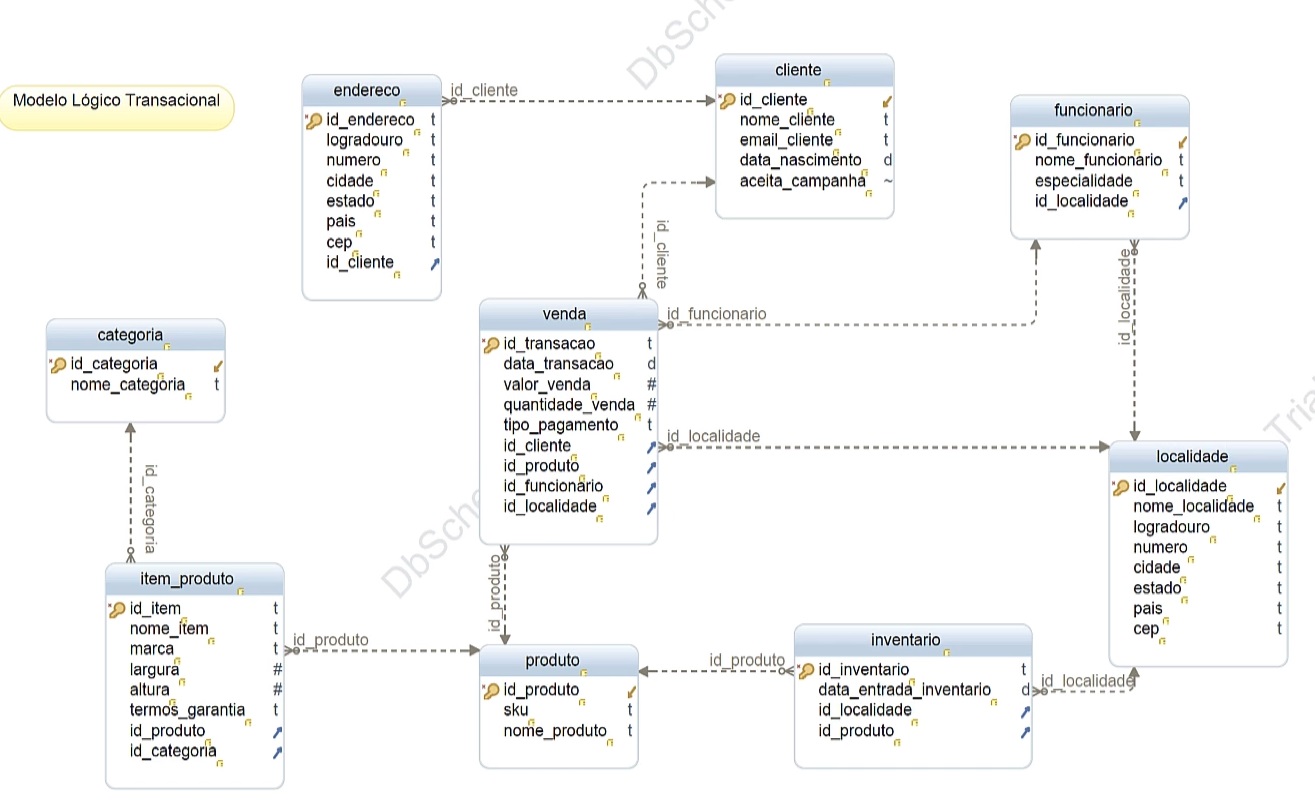 Modelo Lógico Transacional
DbSche
endereco
id_endereco t
logradouro t
numero t
cidade t
estado t
pais t
cep t
id_cliente
id_cliente
cliente
id_cliente
nome_cliente t
email_cliente t
data_nascimento d
aceita_campanha ~
funcionario
id_funcionario
nome_funcionario t
especialidade t
id_localidade
id_cliente
id_funcionario
id_localidade
venda
id_transacao t
data_transacao d
valor_venda #
quantidade_venda #
tipo_pagamento t
id_cliente
id_produto
id_funcionario
id_localidade
id_localidade
categoria
id_categoria
nome_categoria t
id_categoria
Trial
DbSche
localidade
id_localidade
nome_localidade t
logradouro t
numero t
cidade t
estado t
pais t
cep t
item_produto
id_item t
nome_item t
marca t
largura #
altura #
termos_garantia t
id_produto
id_categoria
id_produto
id_produto
produto
id_produto
sku t
nome_produto t
id_produto
inventario
id_inventario t
data_entrada_inventario d
id_localidade
id_produto
id_localidade